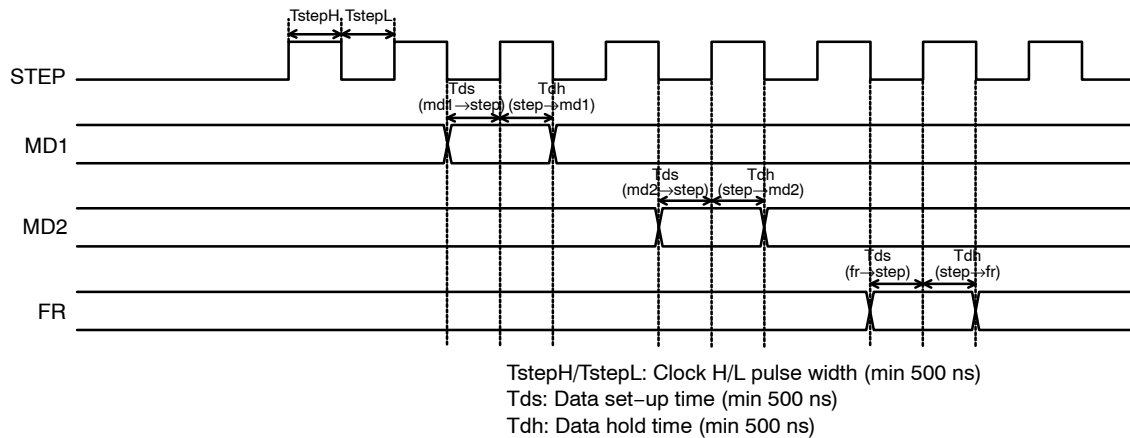 TstepH TstepL
STEP
Tds Tdh
(md1→step) (step→md1)
MD1
Tds Tdh
(md2→step) (step→md2)
MD2
Tds Tdh
(fr→step) (step→fr)
FR
TstepH/TstepL: Clock H/L pulse width (min 500 ns)
Tds: Data set−up time (min 500 ns)
Tdh: Data hold time (min 500 ns)